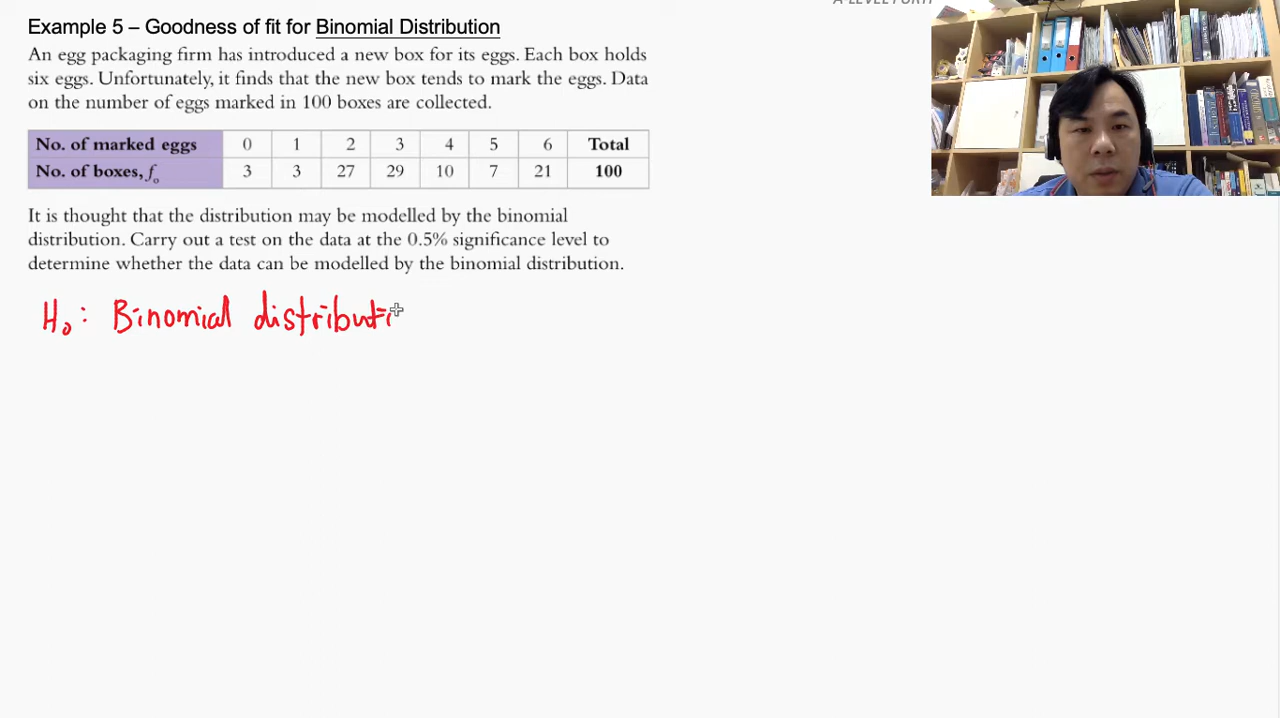 Example 5 – Goodness of fit for Binomial Distribution
An egg packaging firm has introduced a new box for its eggs. Each box holds
six eggs. Unfortunately, it finds that the new box tends to mark the eggs. Data
on the number of eggs marked in 100 boxes are collected.
No. of marked eggs 0 1 2 3 4 5 6 Total
No. of boxes, fₒ 3 3 27 29 10 7 21 100
It is thought that the distribution may be modelled by the binomial
distribution. Carry out a test on the data at the 0.5% significance level to
determine whether the data can be modelled by the binomial distribution.
H₀: Binomial distributi